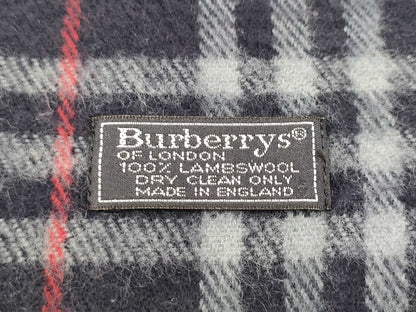 Burberrys®
OF LONDON
100% LAMBSWOOL
DRY CLEAN ONLY
MADE IN ENGLAND